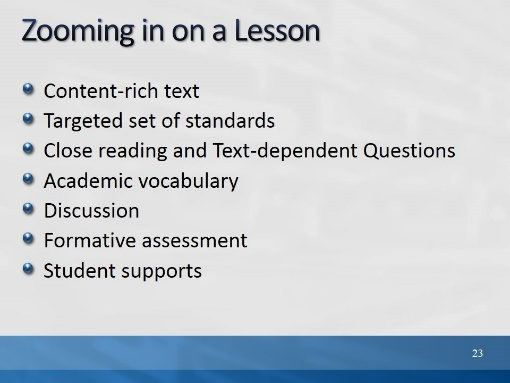 Zooming in on a Lesson
Content-rich text
Targeted set of standards
Close reading and Text-dependent Questions
Academic vocabulary
Discussion
Formative assessment
Student supports
23